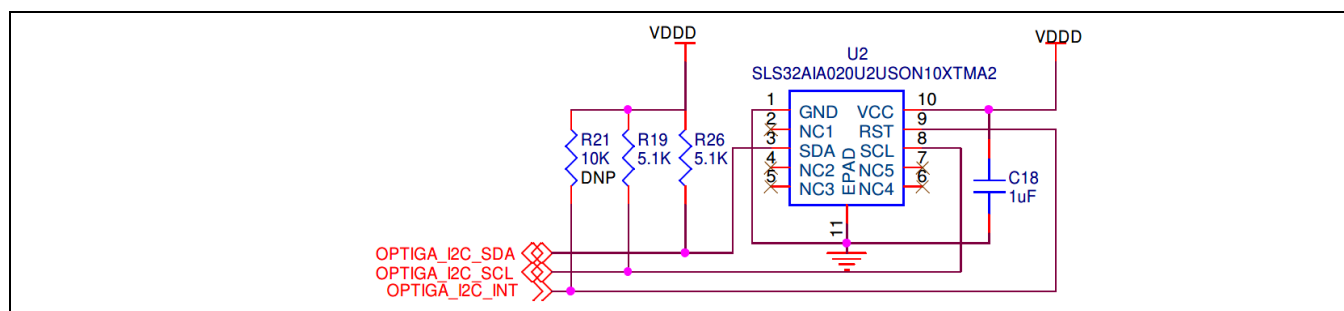 VDDD
VDDD
U2
SLS32AIA020U2USON10XTMA2
1 GND VCC 10
2 NC1 RST 9
3 SDA SCL 8
4 NC2 NC5 7
5 NC3 NC4 6
EPAD
11
R21
10K
DNP
R19
5.1K
R26
5.1K
C18
1uF
OPTIGA_I2C_SDA
OPTIGA_I2C_SCL
OPTIGA_I2C_INT